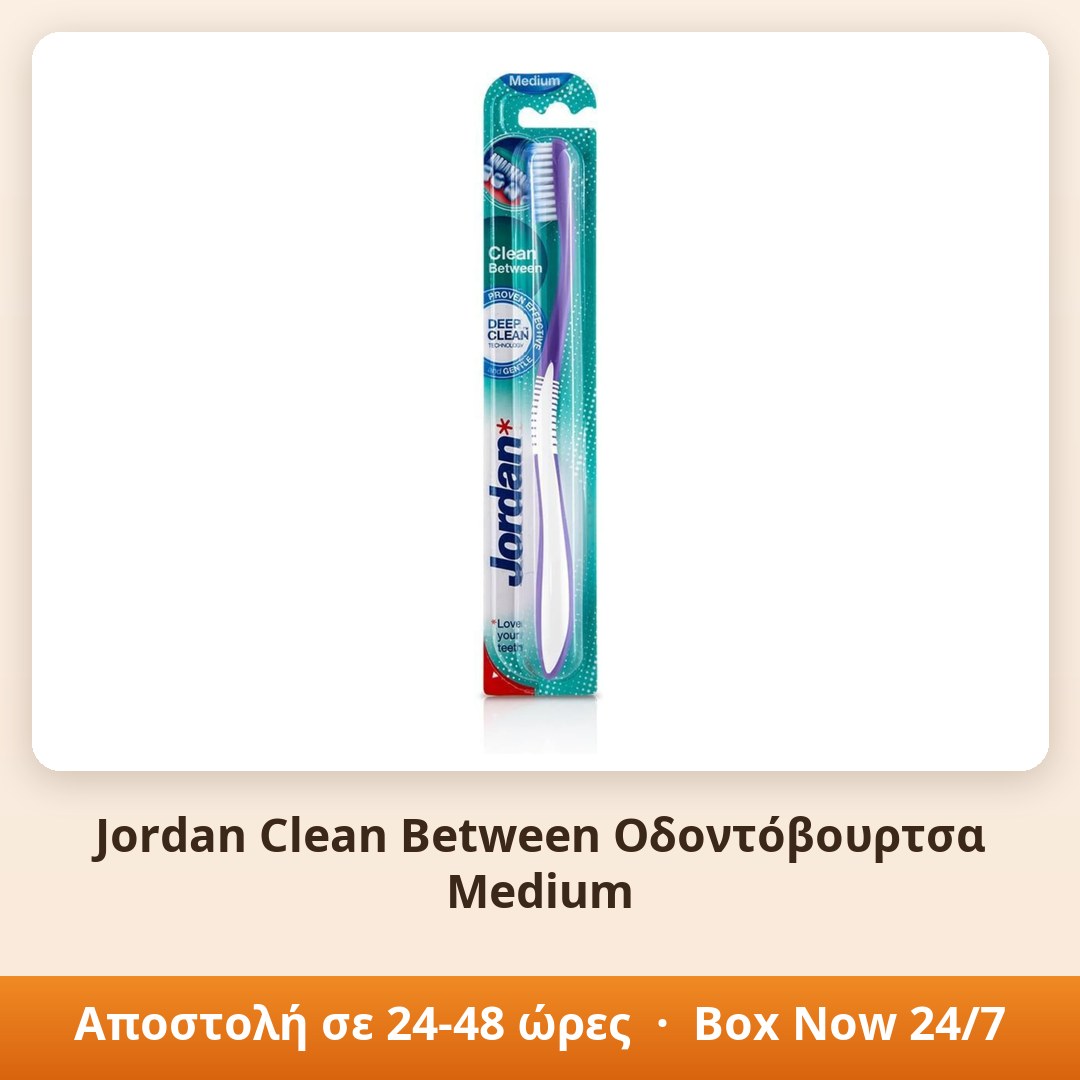 Medium
Clean
Between
PROVEN EFFECTIVE
DEEP
CLEAN
TECHNOLOGY
and GENTLE
Jordan*
*Love
your
teeth
Jordan Clean Between Οδοντόβουρτσα
Medium
Αποστολή σε 24-48 ώρες · Box Now 24/7